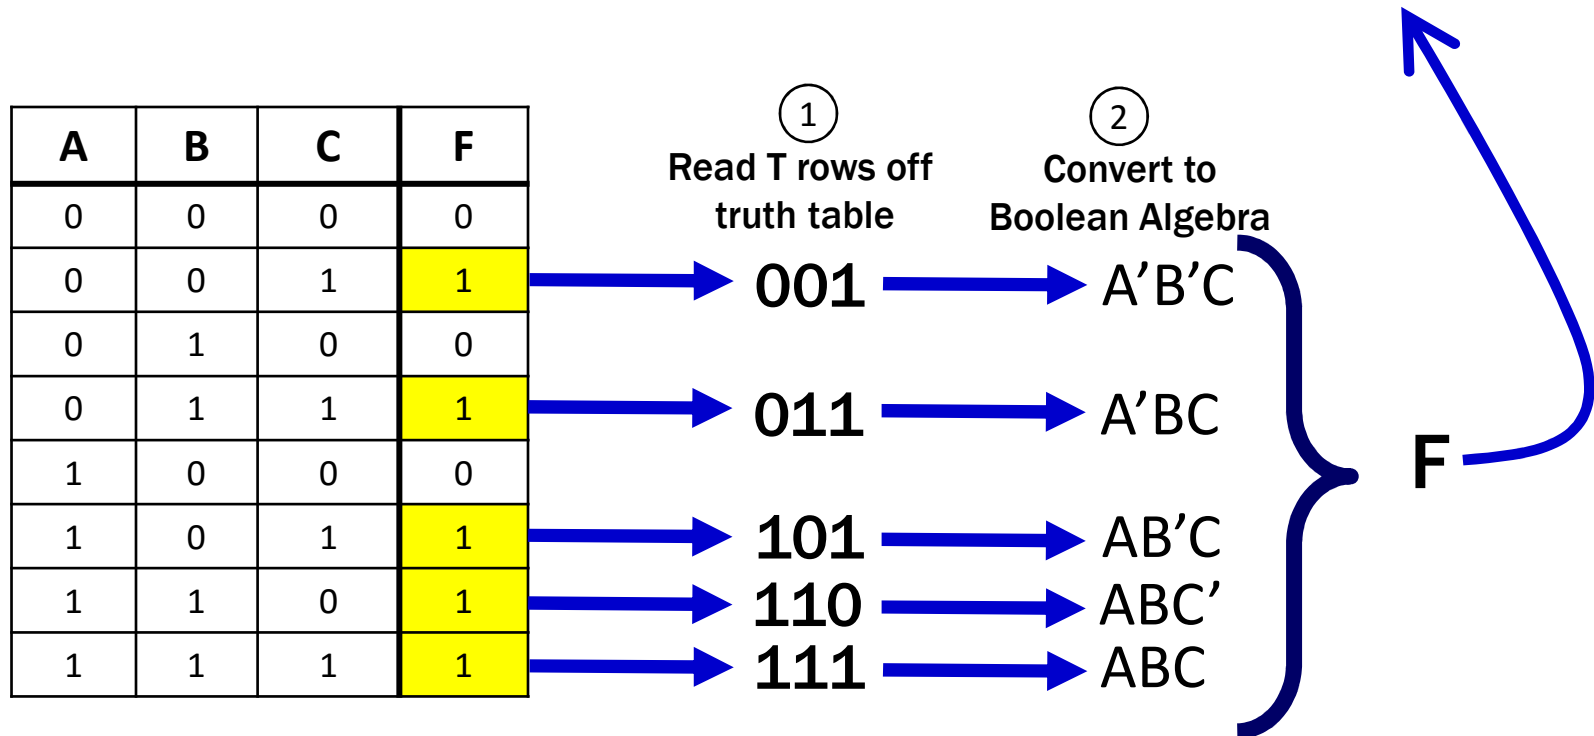 A B C F
0 0 0 0
0 0 1 1
0 1 0 0
0 1 1 1
1 0 0 0
1 0 1 1
1 1 0 1
1 1 1 1
1
Read T rows off
truth table
001
011
101
110
111
2
Convert to
Boolean Algebra
A’B’C
A’BC
AB’C
ABC’
ABC
F